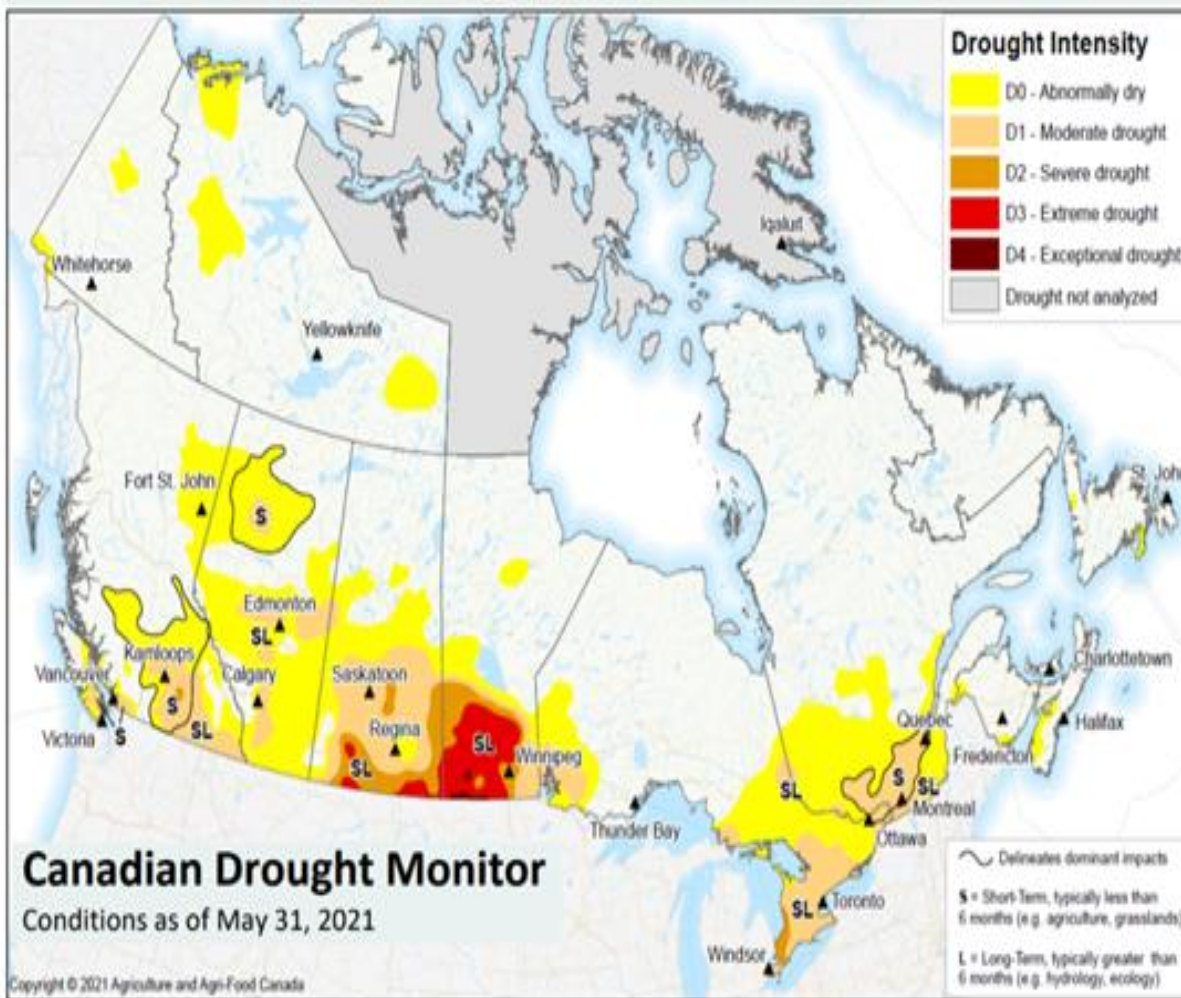 Drought Intensity
D0 - Abnormally dry
D1 - Moderate drought
D2 - Severe drought
D3 - Extreme drought
D4 - Exceptional drought
Drought not analyzed
Iqaluit
Whitehorse
Yellowknife
Fort St. John
St. John
S
Edmonton
SL
Kamloops
Vancouver
Calgary
Saskatoon
Charlottetown
S
SL
Regina
SL
Quebec
Halifax
Victoria
S
SL
Winnipeg
Fredericton
SL
S
SL
Montreal
Thunder Bay
Ottawa
SL
Toronto
Windsor
Canadian Drought Monitor
Conditions as of May 31, 2021
Delineates dominant impacts
S = Short-Term, typically less than
6 months (e.g. agriculture, grasslands)
L = Long-Term, typically greater than
6 months (e.g. hydrology, ecology)
Copyright © 2021 Agriculture and Agri-Food Canada